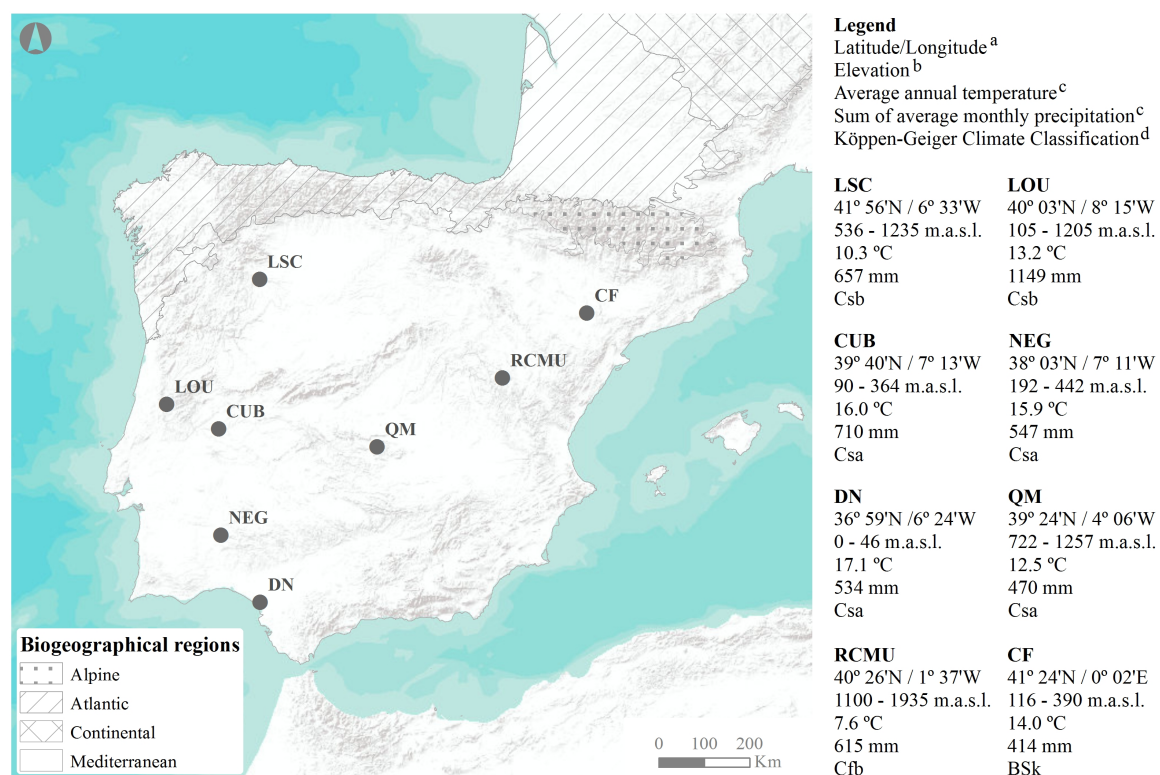 LSC
CF
RCMU
LOU
CUB
QM
NEG
DN
Biogeographical regions
Alpine
Atlantic
Continental
Mediterranean
0 100 200
Km
Legend
Latitude/Longitude a
Elevation b
Average annual temperature c
Sum of average monthly precipitation c
Köppen-Geiger Climate Classification d
LSC
41º 56'N / 6º 33'W
536 - 1235 m.a.s.l.
10.3 ºC
657 mm
Csb
LOU
40º 03'N / 8º 15'W
105 - 1205 m.a.s.l.
13.2 ºC
1149 mm
Csb
CUB
39º 40'N / 7º 13'W
90 - 364 m.a.s.l.
16.0 ºC
710 mm
Csa
NEG
38º 03'N / 7º 11'W
192 - 442 m.a.s.l.
15.9 ºC
547 mm
Csa
DN
36º 59'N /6º 24'W
0 - 46 m.a.s.l.
17.1 ºC
534 mm
Csa
QM
39º 24'N / 4º 06'W
722 - 1257 m.a.s.l.
12.5 ºC
470 mm
Csa
RCMU
40º 26'N / 1º 37'W
1100 - 1935 m.a.s.l.
7.6 ºC
615 mm
Cfb
CF
41º 24'N / 0º 02'E
116 - 390 m.a.s.l.
14.0 ºC
414 mm
BSk